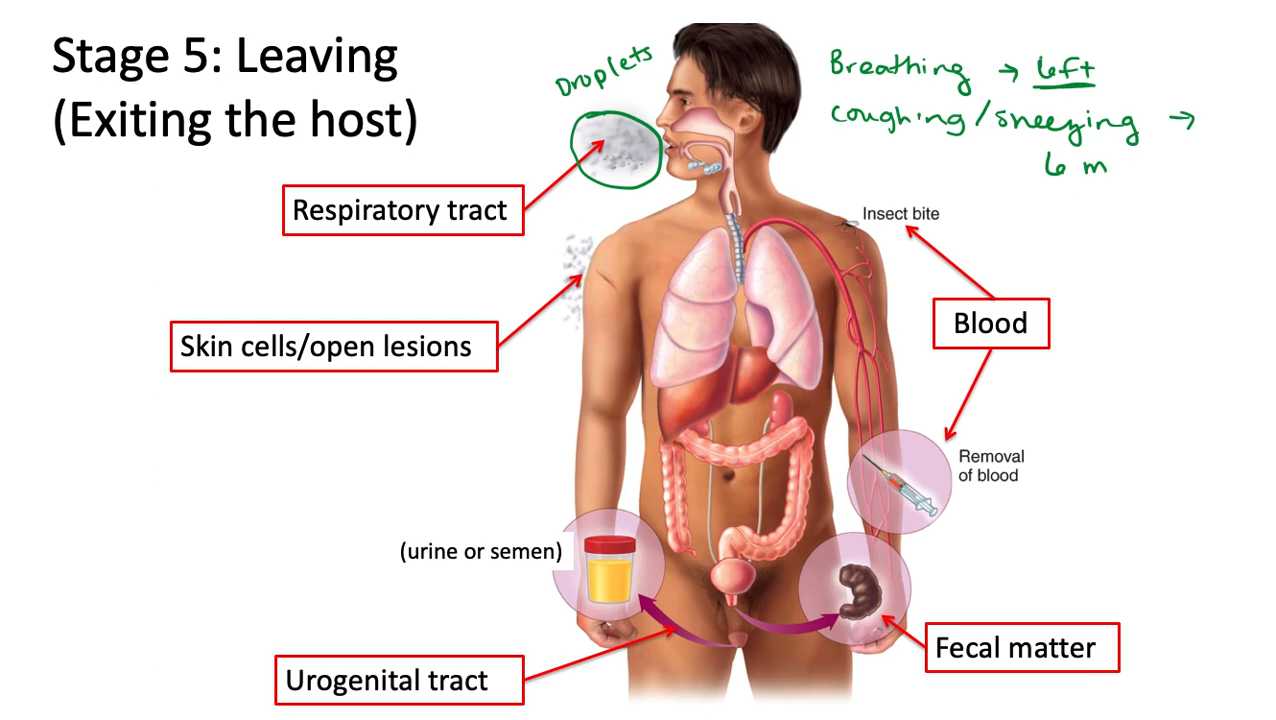 Stage 5: Leaving
(Exiting the host)
Droplets
Breathing → 6ft
Coughing/sneezing →
6 m
Respiratory tract
Insect bite
Skin cells/open lesions
Blood
Removal
of blood
(urine or semen)
Fecal matter
Urogenital tract